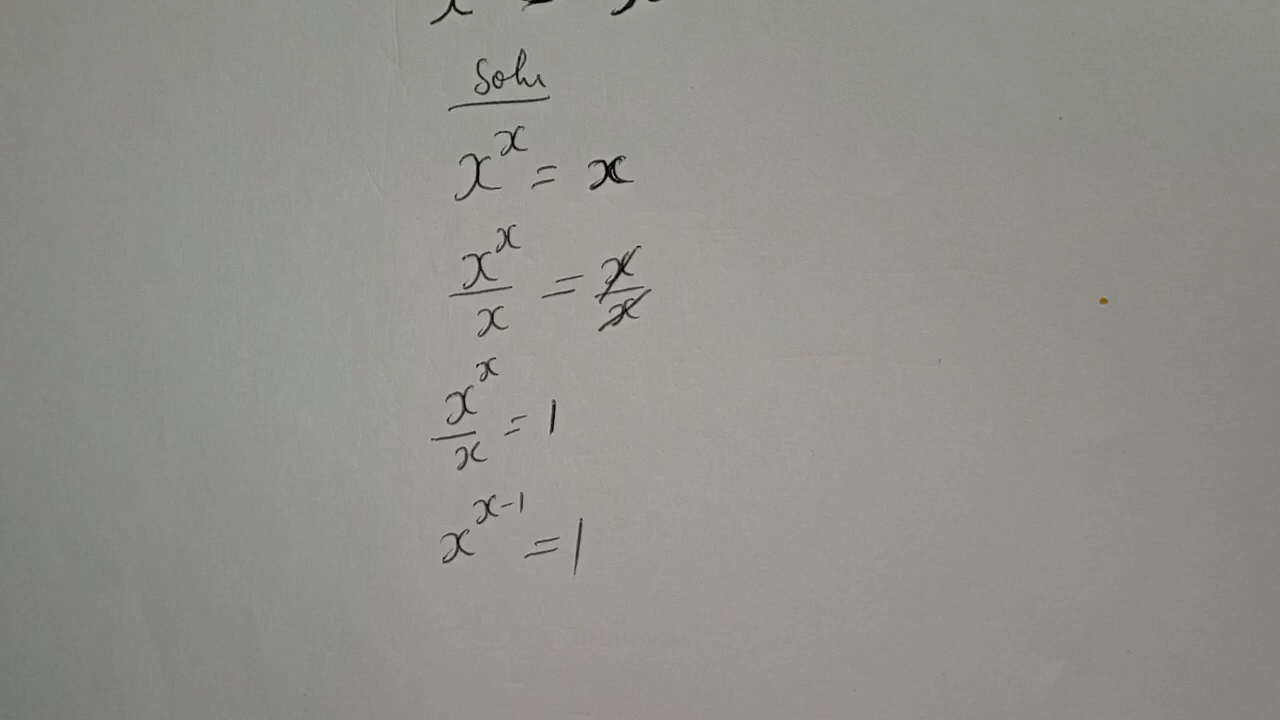 Soln
x^x = x
x^x/x = x/x
x^x/x = 1
x^(x-1) = 1